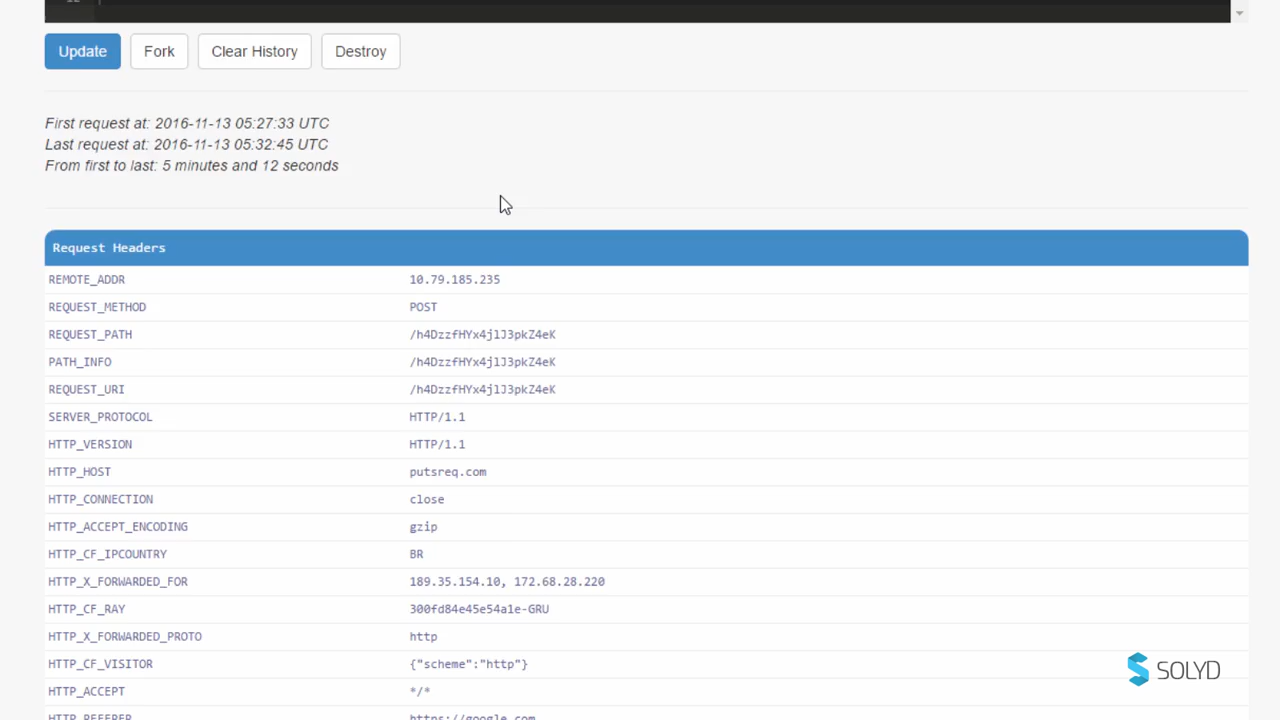 Update Fork Clear History Destroy
First request at: 2016-11-13 05:27:33 UTC
Last request at: 2016-11-13 05:32:45 UTC
From first to last: 5 minutes and 12 seconds
Request Headers
REMOTE_ADDR 10.79.185.235
REQUEST_METHOD POST
REQUEST_PATH /h4DzzfHYx4jlJ3pkZ4eK
PATH_INFO /h4DzzfHYx4jlJ3pkZ4eK
REQUEST_URI /h4DzzfHYx4jlJ3pkZ4eK
SERVER_PROTOCOL HTTP/1.1
HTTP_VERSION HTTP/1.1
HTTP_HOST putsreq.com
HTTP_CONNECTION close
HTTP_ACCEPT_ENCODING gzip
HTTP_CF_IPCOUNTRY BR
HTTP_X_FORWARDED_FOR 189.35.154.10, 172.68.28.220
HTTP_CF_RAY 300fd84e45e54a1e-GRU
HTTP_X_FORWARDED_PROTO http
HTTP_CF_VISITOR {"scheme":"http"}
SOLYD
HTTP_ACCEPT */*
HTTP_REFERER https://google.com